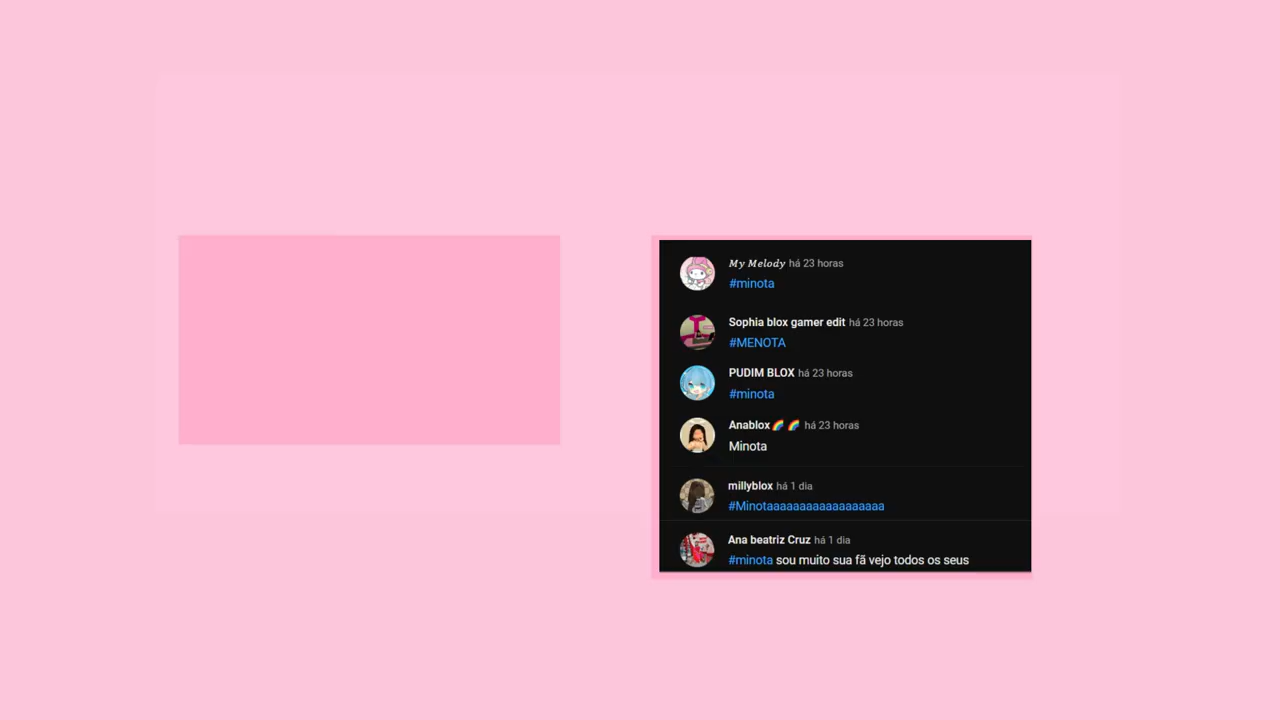 My Melody há 23 horas
#minota
Sophia blox gamer edit há 23 horas
#MENOTA
PUDIM BLOX há 23 horas
#minota
Anablox🌈 🌈 há 23 horas
Minota
millyblox há 1 dia
#Minotaaaaaaaaaaaaaaaaaa
Ana beatriz Cruz há 1 dia
#minota sou muito sua fã vejo todos os seus